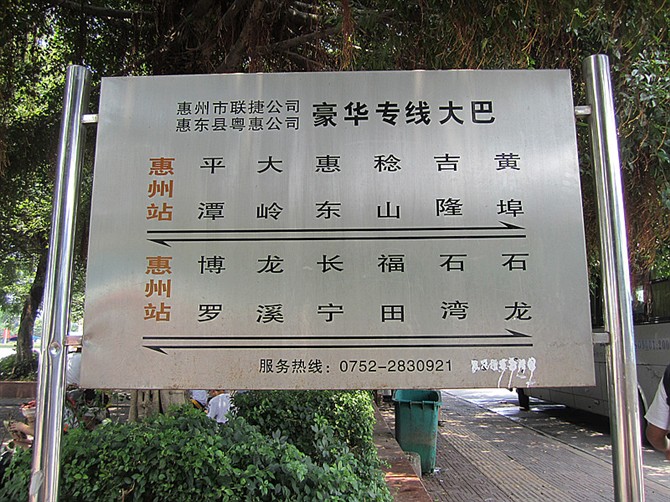 惠州市联捷公司
惠东县粤惠公司
豪华专线大巴
惠州站 平潭 大岭 惠东 稔山 吉隆 黄埠
惠州站 博罗 龙溪 长宁 福田 石湾 石龙
服务热线：0752-2830921